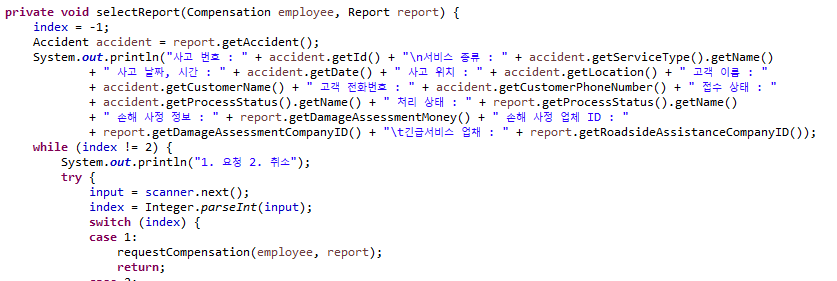 private void selectReport(Compensation employee, Report report) {
    index = -1;
    Accident accident = report.getAccident();
    System.out.println("사고 번호 : " + accident.getId() + "\n서비스 종류 : " + accident.getServiceType().getName()
            + " 사고 날짜, 시간 : " + accident.getDate() + " 사고 위치 : " + accident.getLocation() + " 고객 이름 : "
            + accident.getCustomerName() + " 고객 전화번호 : " + accident.getCustomerPhoneNumber() + " 접수 상태 : "
            + accident.getProcessStatus().getName() + " 처리 상태 : " + report.getProcessStatus().getName()
            + " 손해 사정 정보 : " + report.getDamageAssessmentMoney() + " 손해 사정 업체 ID : "
            + report.getDamageAssessmentCompanyID() + "\t긴급서비스 업체 : " + report.getRoadsideAssistanceCompanyID());
    while (index != 2) {
        System.out.println("1. 요청 2. 취소");
        try {
            input = scanner.next();
            index = Integer.parseInt(input);
            switch (index) {
            case 1:
                requestCompensation(employee, report);
                return;